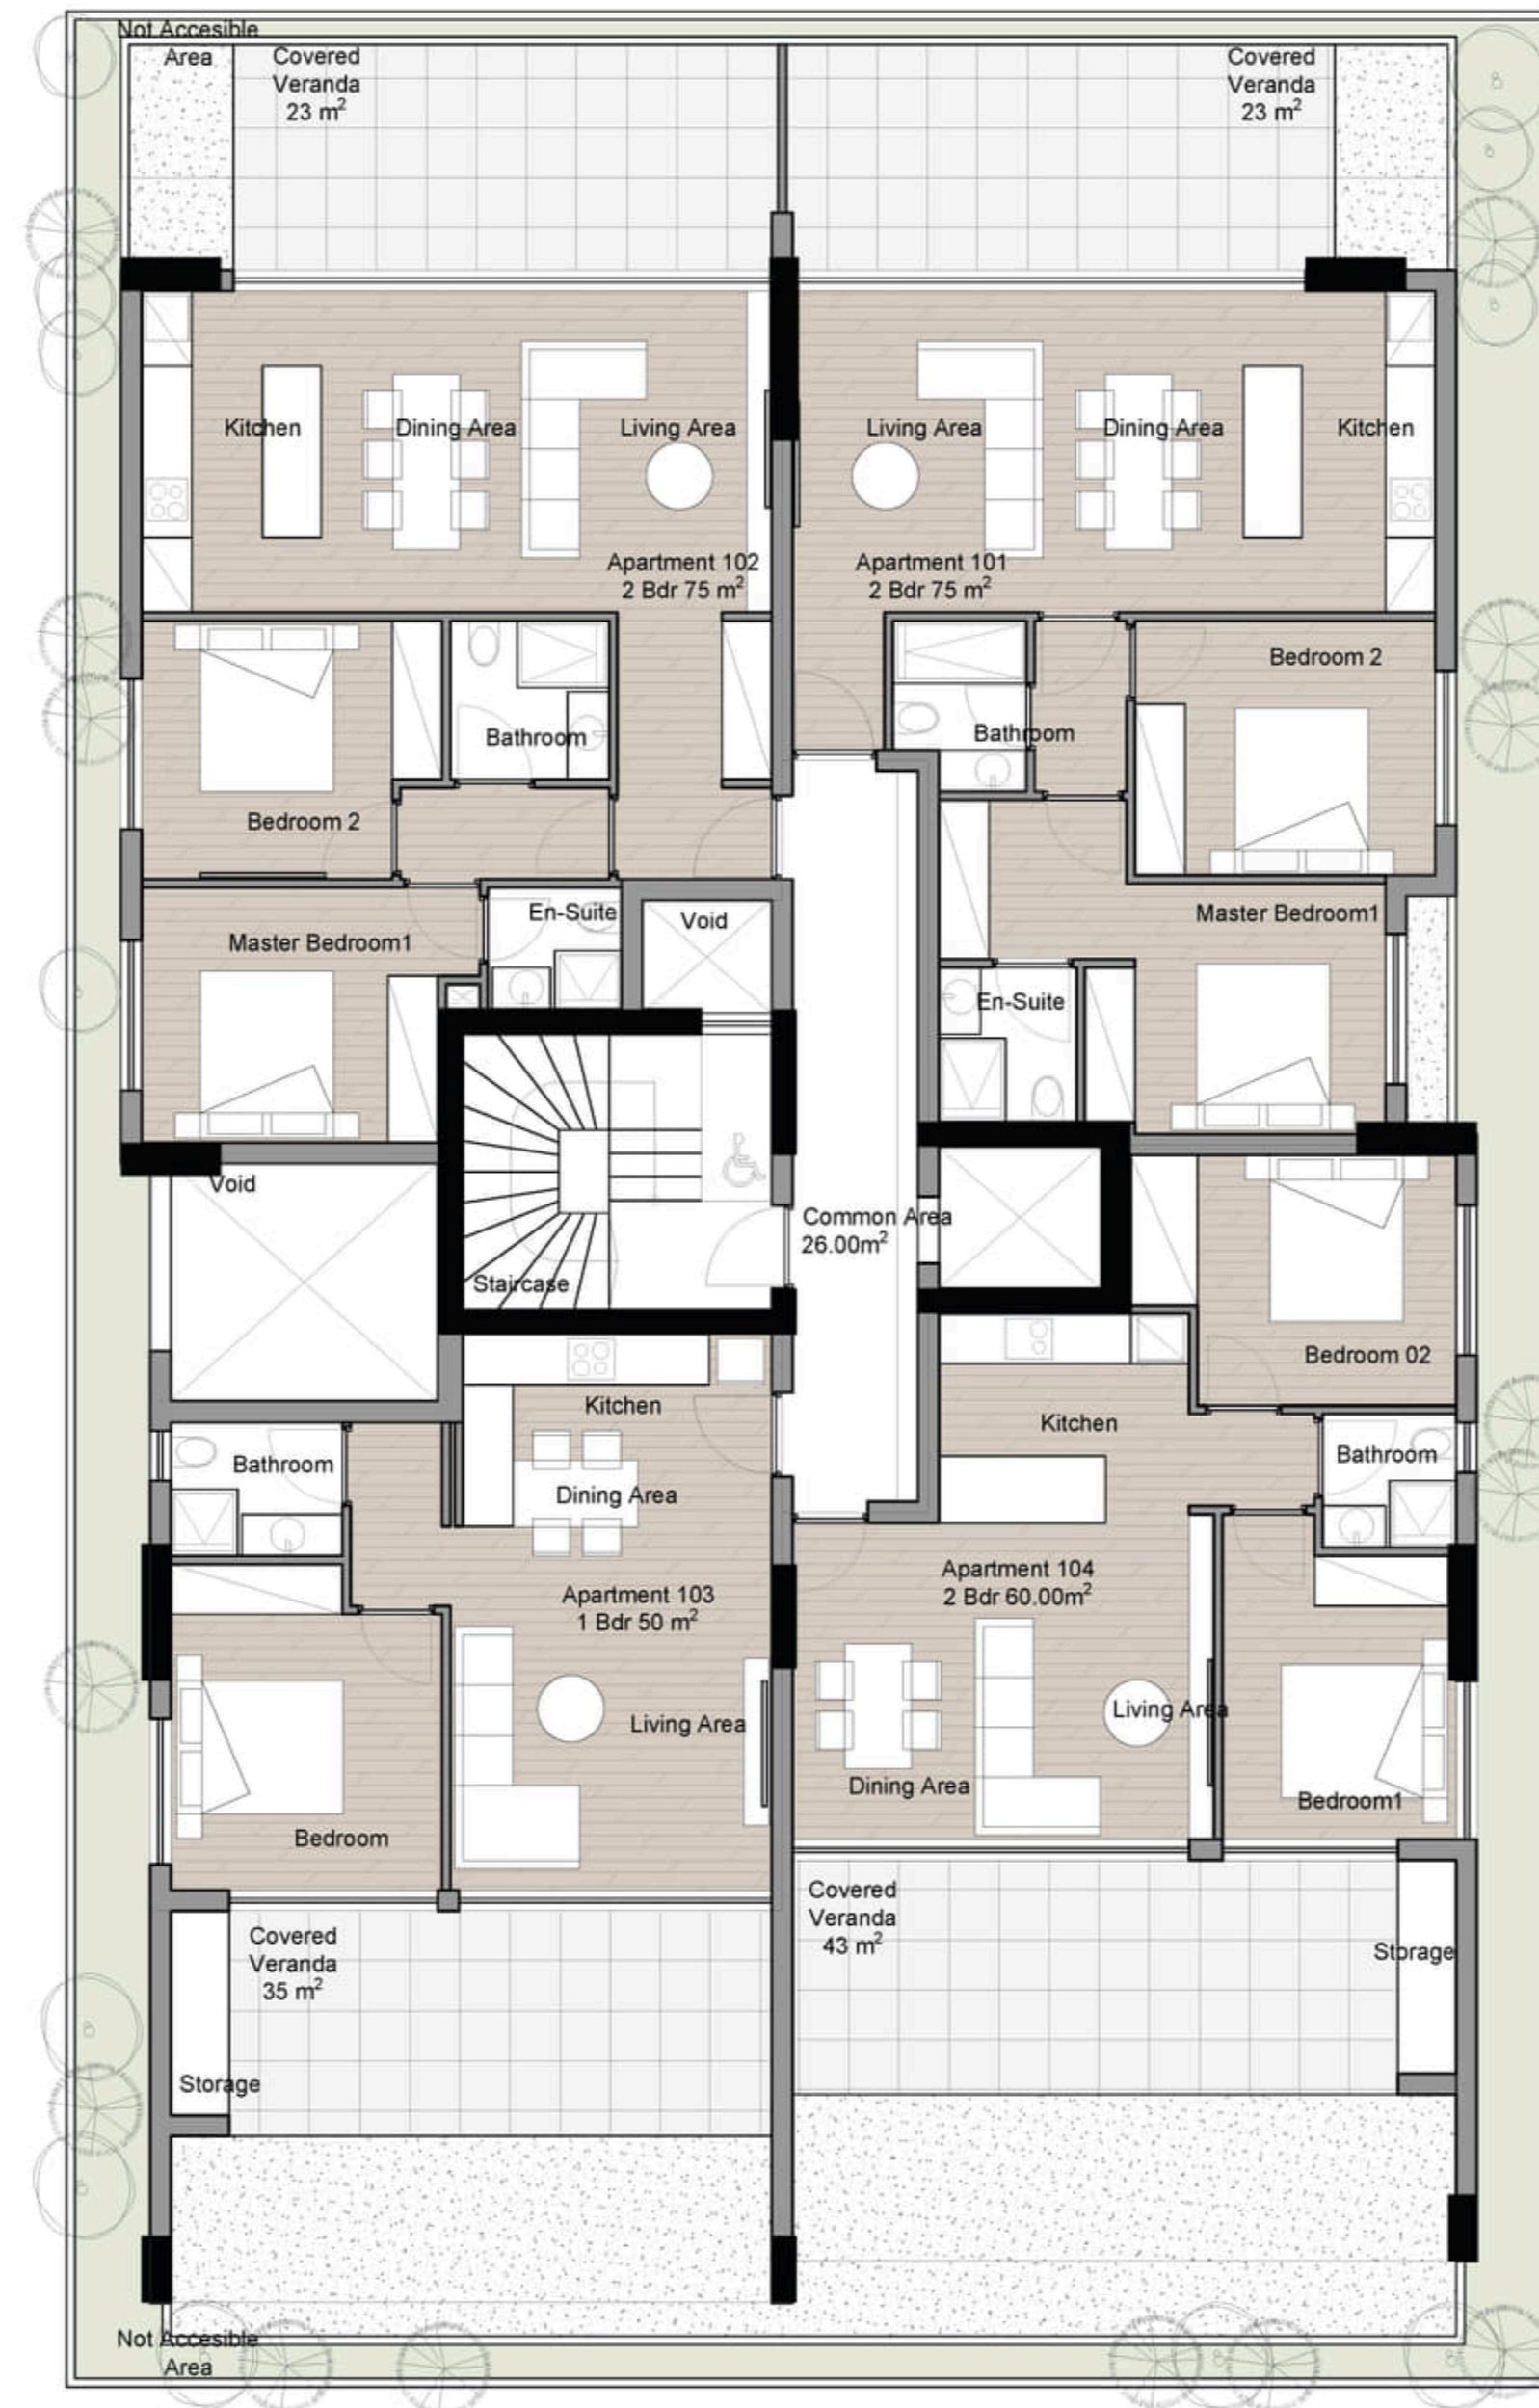 Not Accesible
Area
Covered
Veranda
23 m²
Covered
Veranda
23 m²
Kitchen
Dining Area
Living Area
Living Area
Dining Area
Kitchen
Apartment 102
2 Bdr 75 m²
Apartment 101
2 Bdr 75 m²
Bedroom 2
Bathroom
Bathroom
Bedroom 2
Master Bedroom1
En-Suite
Void
Master Bedroom1
En-Suite
Void
Staircase
Common Area
26.00m²
Bedroom 02
Kitchen
Kitchen
Bathroom
Bathroom
Dining Area
Apartment 103
1 Bdr 50 m²
Apartment 104
2 Bdr 60.00m²
Living Area
Living Area
Dining Area
Bedroom1
Bedroom
Covered
Veranda
43 m²
Covered
Veranda
35 m²
Storage
Storage
Not Accesible
Area